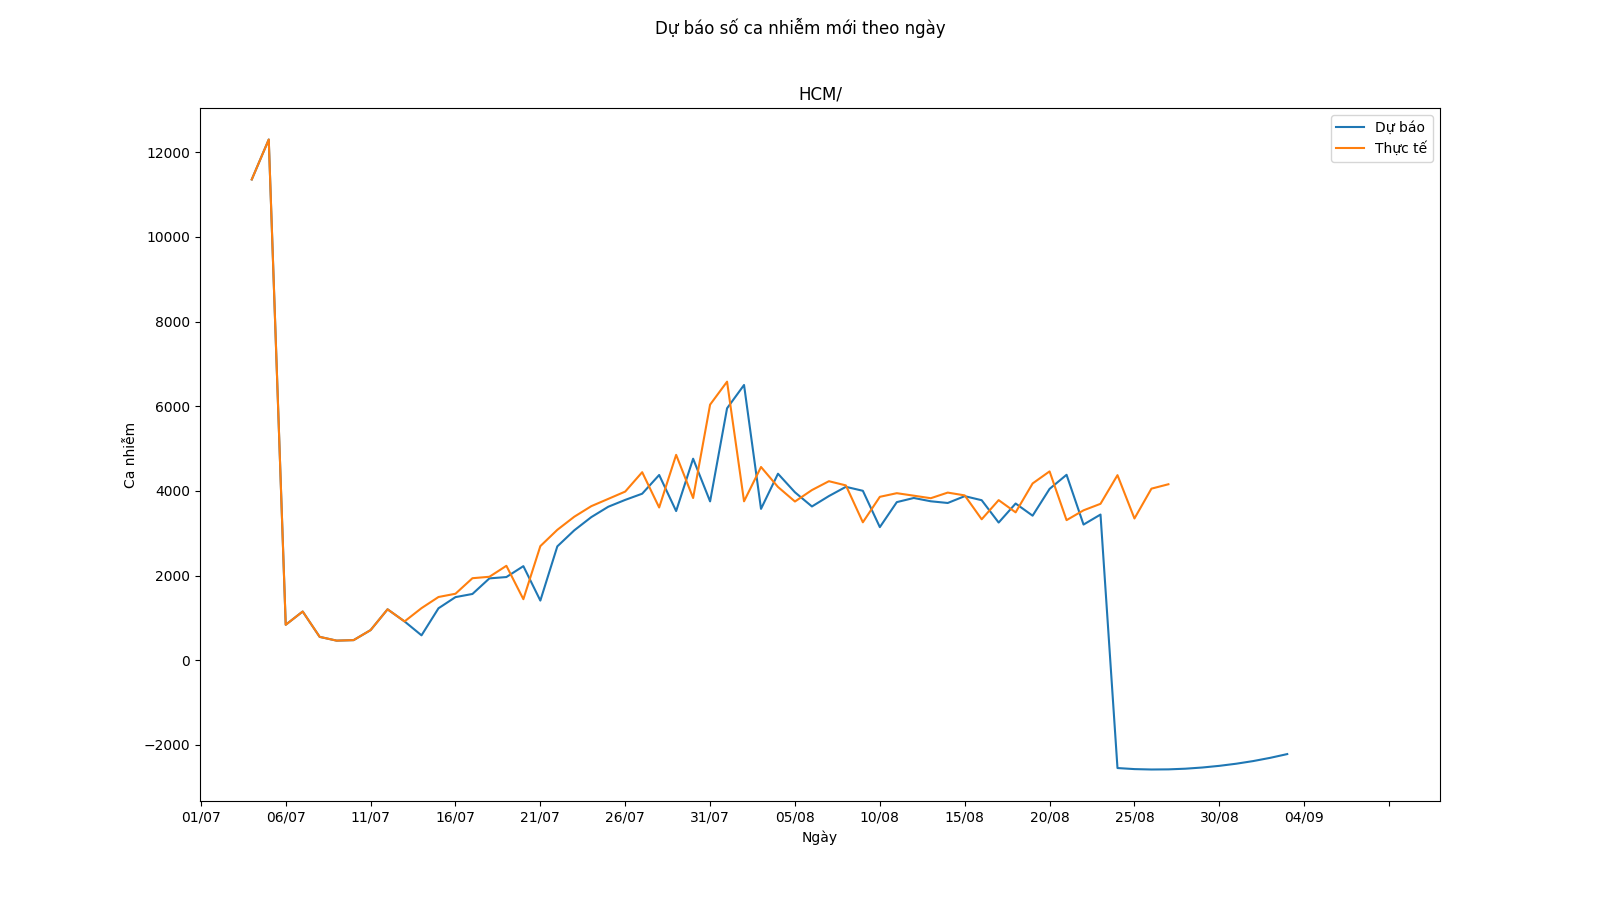 Dự báo số ca nhiễm mới theo ngày
HCM/
Dự báo
Thực tế
12000
10000
8000
6000
4000
2000
0
−2000
Ca nhiễm
01/07 06/07 11/07 16/07 21/07 26/07 31/07 05/08 10/08 15/08 20/08 25/08 30/08 04/09
Ngày